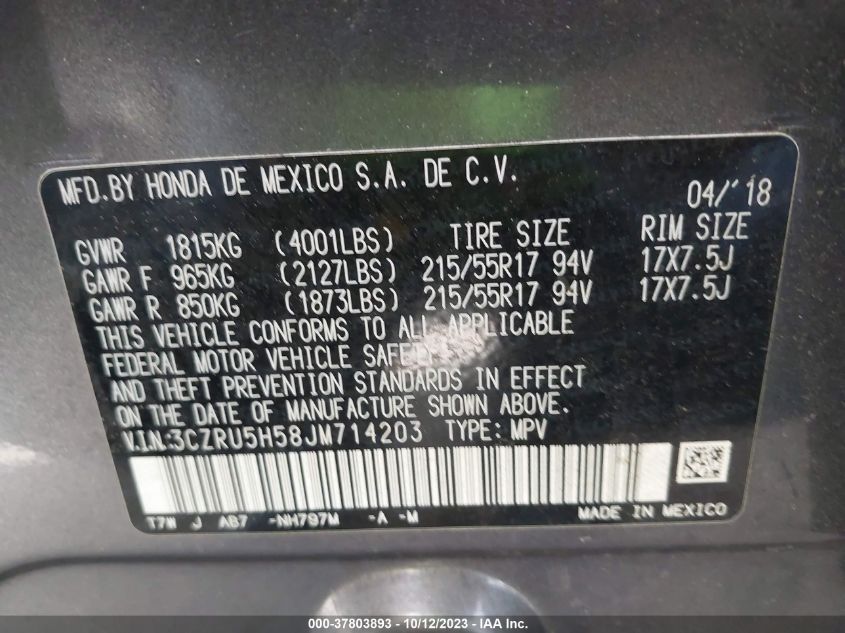 MFD.BY HONDA DE MEXICO S.A. DE C.V. 04/'18
GVWR 1815KG (4001LBS) TIRE SIZE RIM SIZE
GAWR F 965KG (2127LBS) 215/55R17 94V 17X7.5J
GAWR R 850KG (1873LBS) 215/55R17 94V 17X7.5J
THIS VEHICLE CONFORMS TO ALL APPLICABLE
FEDERAL MOTOR VEHICLE SAFETY
AND THEFT PREVENTION STANDARDS IN EFFECT
ON THE DATE OF MANUFACTURE SHOWN ABOVE.
V.I.N:3CZRU5H58JM714203 TYPE: MPV
T7W J AB7 -NH797M -A -M MADE IN MEXICO
000-37803893 - 10/12/2023 - IAA Inc.